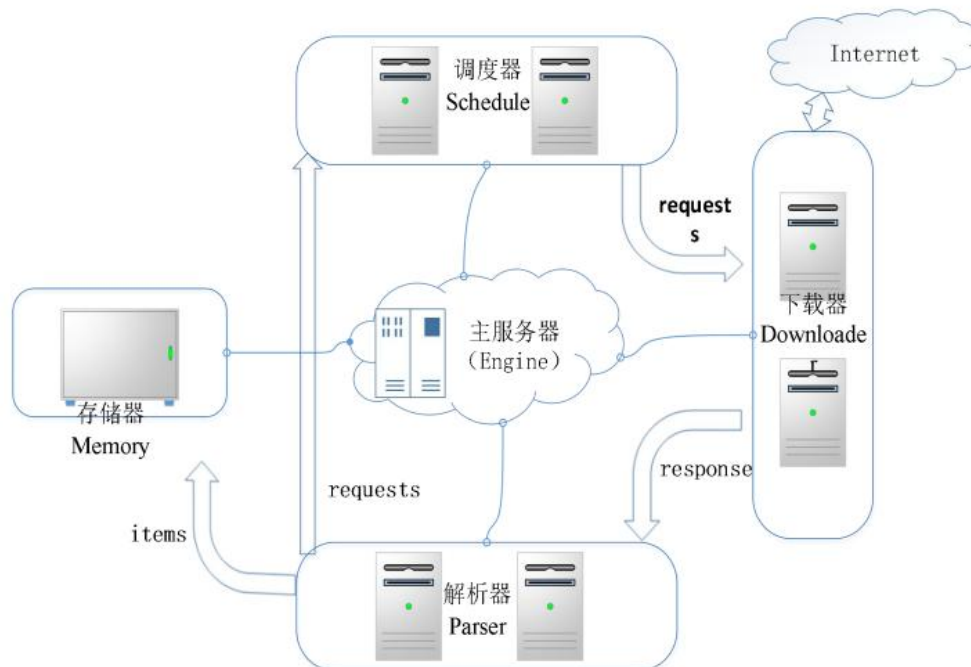 调度器
Schedule
Internet
request
s
主服务器
（Engine）
下载器
Downloade
r
存储器
Memory
requests
response
items
解析器
Parser